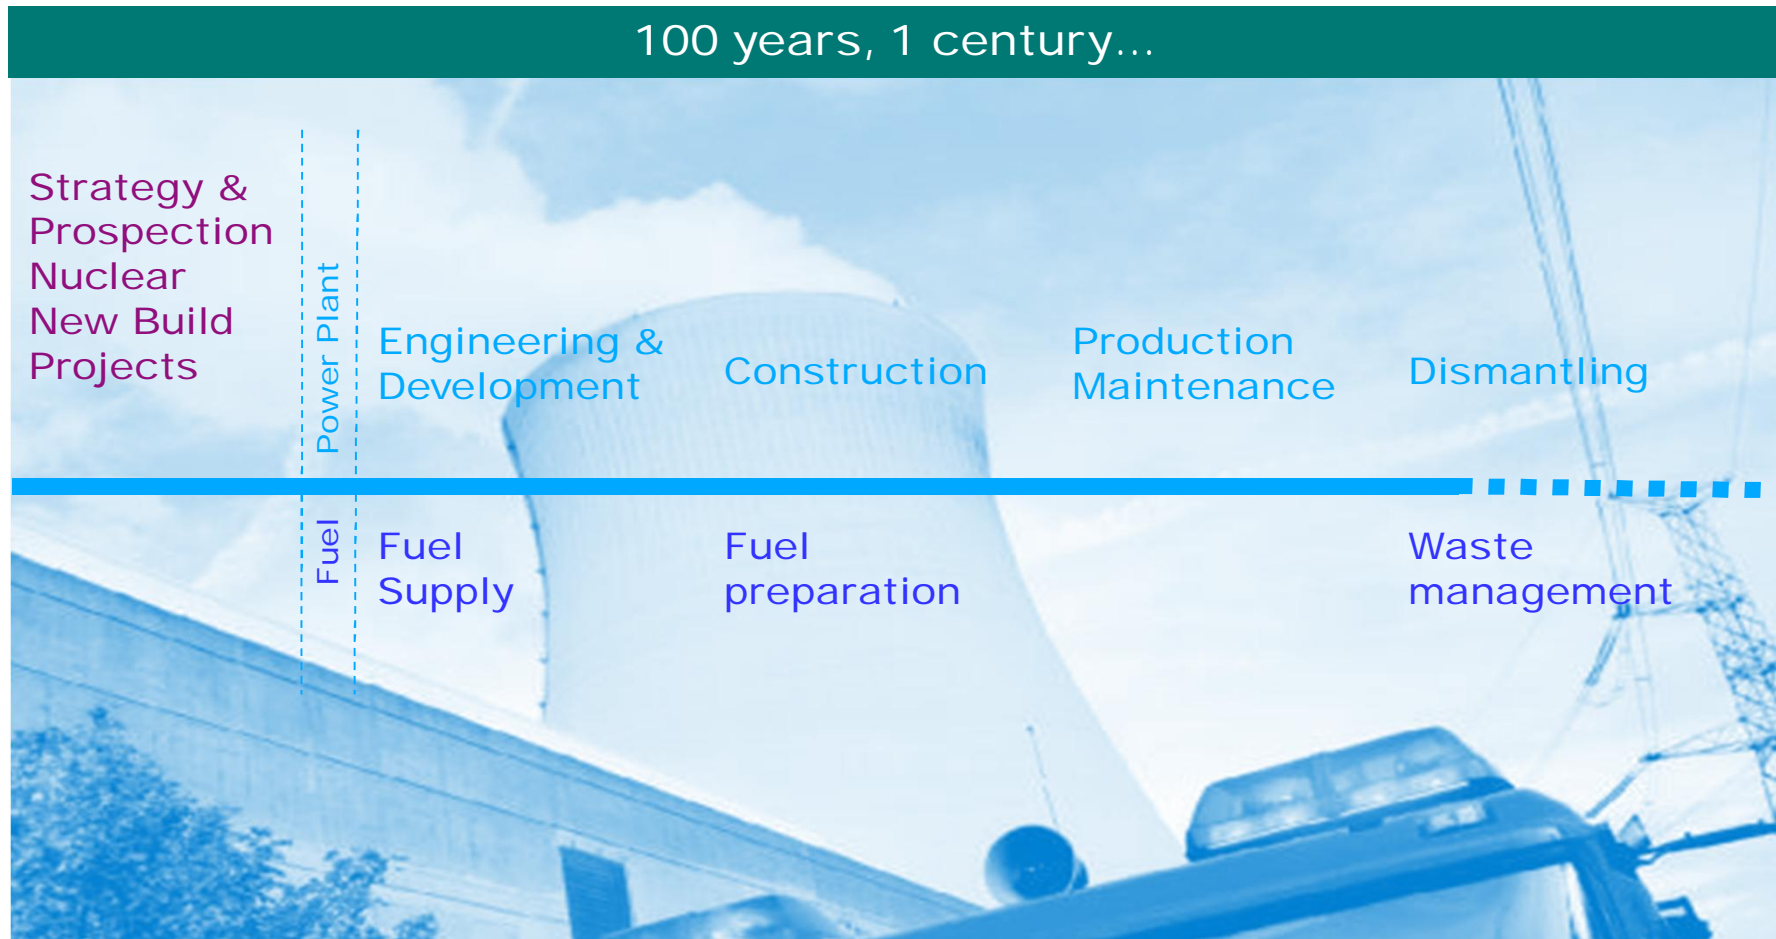 100 years, 1 century...
Strategy &
Prospection
Nuclear
New Build
Projects
Power Plant
Engineering &
Development
Construction
Production
Maintenance
Dismantling
Fuel
Fuel
Supply
Fuel
preparation
Waste
management